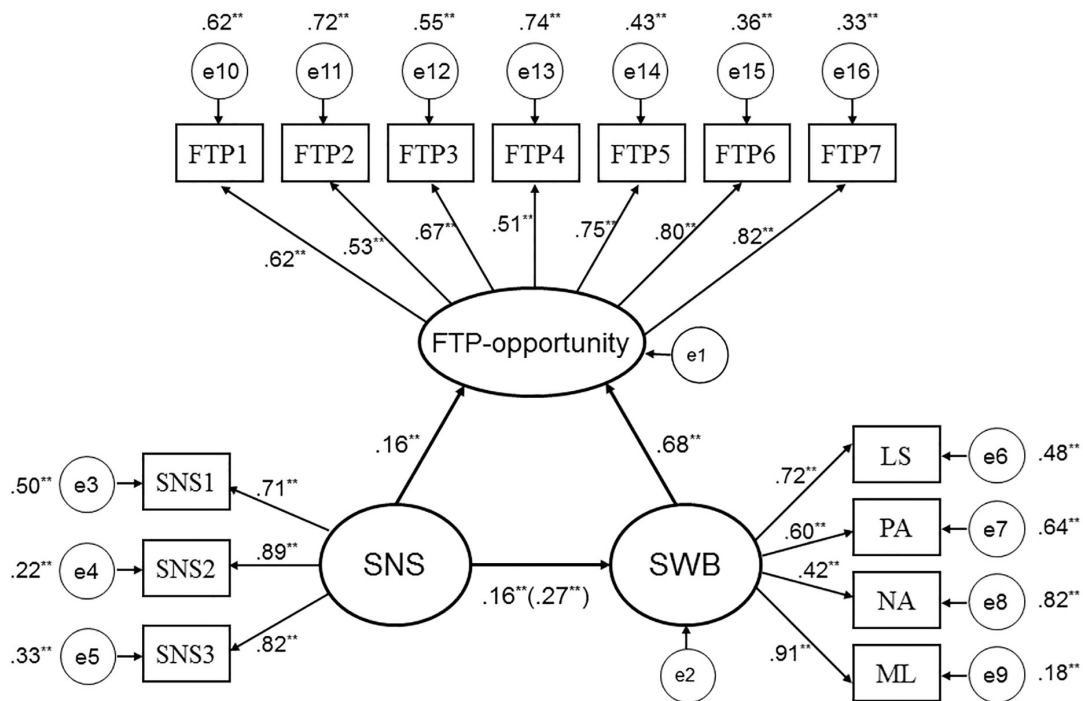 .62** .72** .55** .74** .43** .36** .33**
e10 e11 e12 e13 e14 e15 e16
FTP1 FTP2 FTP3 FTP4 FTP5 FTP6 FTP7
.62** .53** .67** .51** .75** .80** .82**
FTP-opportunity e1
.16** .68**
.50** e3 SNS1 .71**
.22** e4 SNS2 .89**
.33** e5 SNS3 .82**
SNS .16**(.27**) SWB
e2
.72** LS e6 .48**
.60** PA e7 .64**
.42** NA e8 .82**
.91** ML e9 .18**